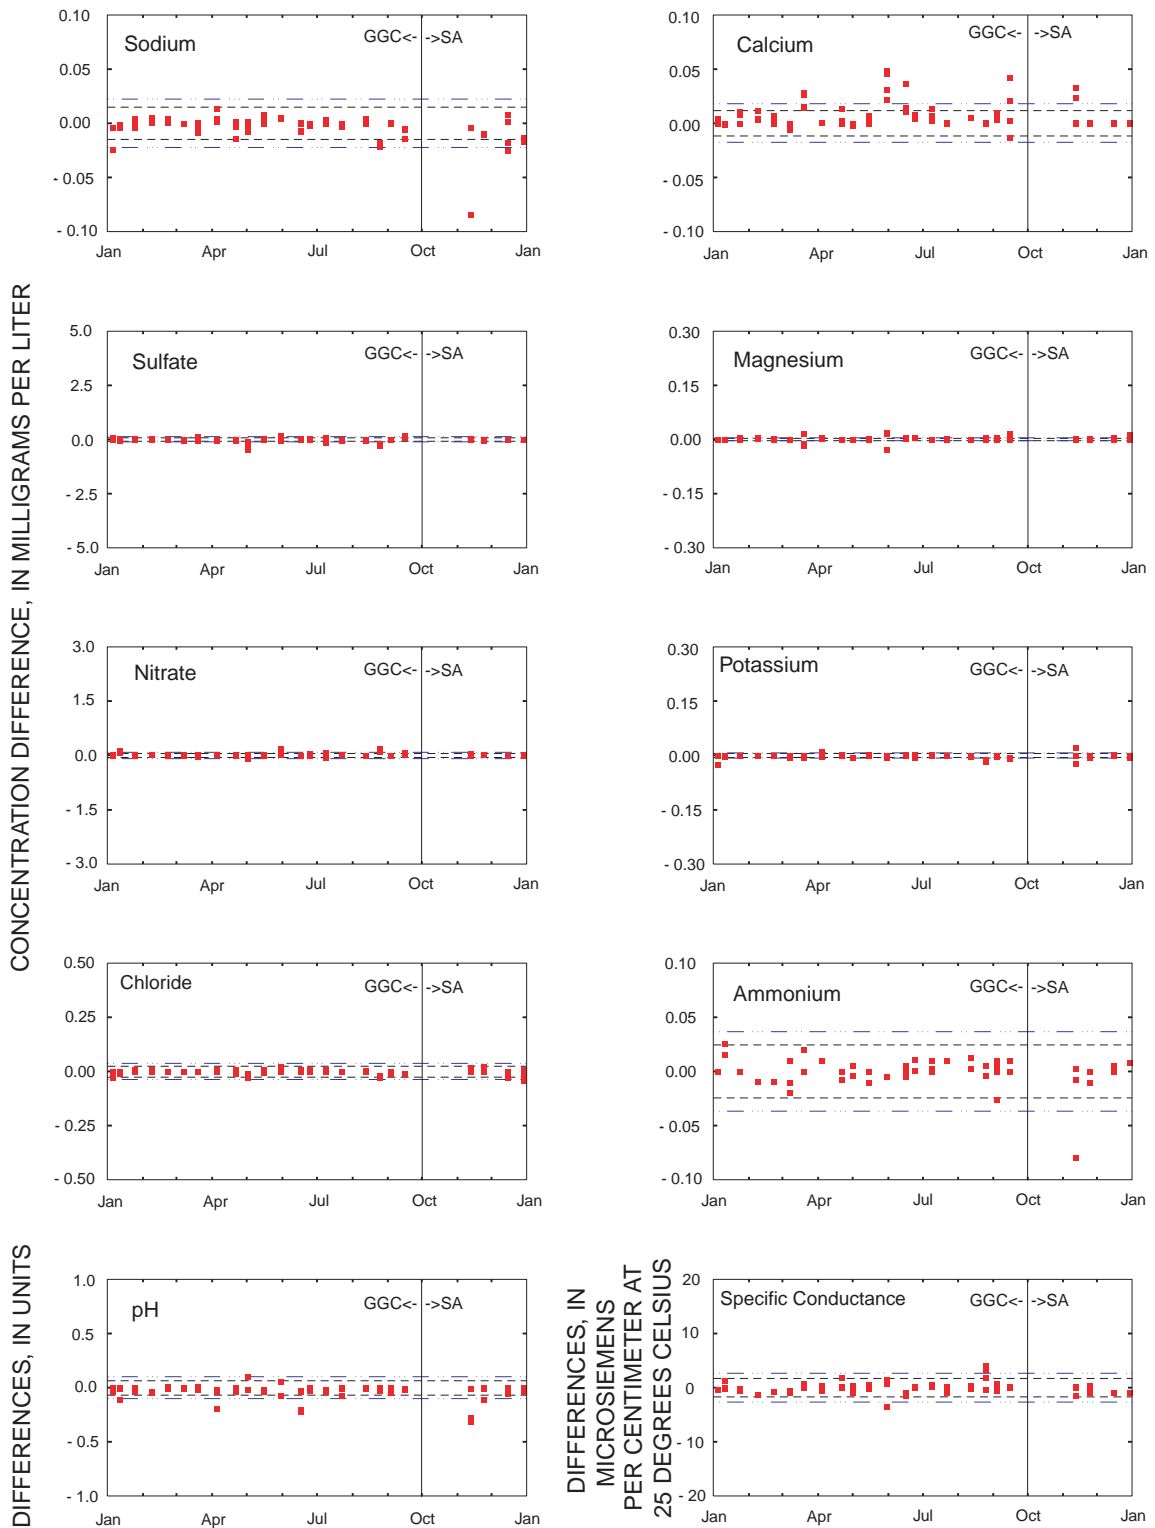 CONCENTRATION DIFFERENCE, IN MILLIGRAMS PER LITER
0.10
0.05
0.00
- 0.05
- 0.10
Sodium
GGC<- ->SA
Jan Apr Jul Oct Jan
0.10
0.05
0.00
- 0.05
- 0.10
Calcium
GGC<- ->SA
Jan Apr Jul Oct Jan
5.0
2.5
0.0
- 2.5
- 5.0
Sulfate
GGC<- ->SA
Jan Apr Jul Oct Jan
0.30
0.15
0.00
- 0.15
- 0.30
Magnesium
GGC<- ->SA
Jan Apr Jul Oct Jan
3.0
1.5
0.0
- 1.5
- 3.0
Nitrate
GGC<- ->SA
Jan Apr Jul Oct Jan
0.30
0.15
0.00
- 0.15
- 0.30
Potassium
GGC<- ->SA
Jan Apr Jul Oct Jan
0.50
0.25
0.00
- 0.25
- 0.50
Chloride
GGC<- ->SA
Jan Apr Jul Oct Jan
0.10
0.05
0.00
- 0.05
- 0.10
Ammonium
GGC<- ->SA
Jan Apr Jul Oct Jan
DIFFERENCES, IN UNITS
1.0
0.5
0.0
- 0.5
- 1.0
pH
GGC<- ->SA
Jan Apr Jul Oct Jan
DIFFERENCES, IN
MICROSIEMENS
PER CENTIMETER AT
25 DEGREES CELSIUS
20
10
0
- 10
- 20
Specific Conductance
GGC<- ->SA
Jan Apr Jul Oct Jan